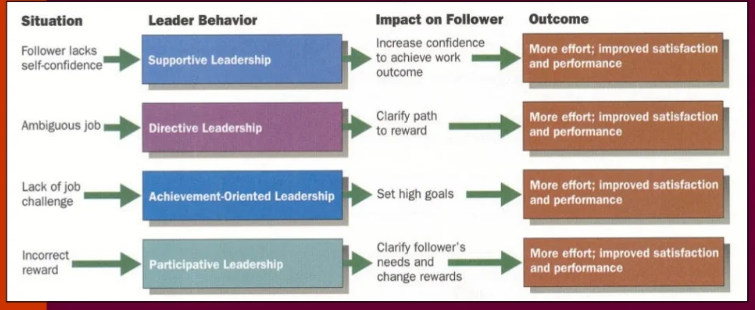 Situation
Leader Behavior
Impact on Follower
Outcome
Follower lacks
self-confidence
Supportive Leadership
Increase confidence
to achieve work
outcome
More effort; improved satisfaction
and performance
Ambiguous job
Directive Leadership
Clarify path
to reward
More effort; improved satisfaction
and performance
Lack of job
challenge
Achievement-Oriented Leadership
Set high goals
More effort; improved satisfaction
and performance
Incorrect
reward
Participative Leadership
Clarify follower's
needs and
change rewards
More effort; improved satisfaction
and performance